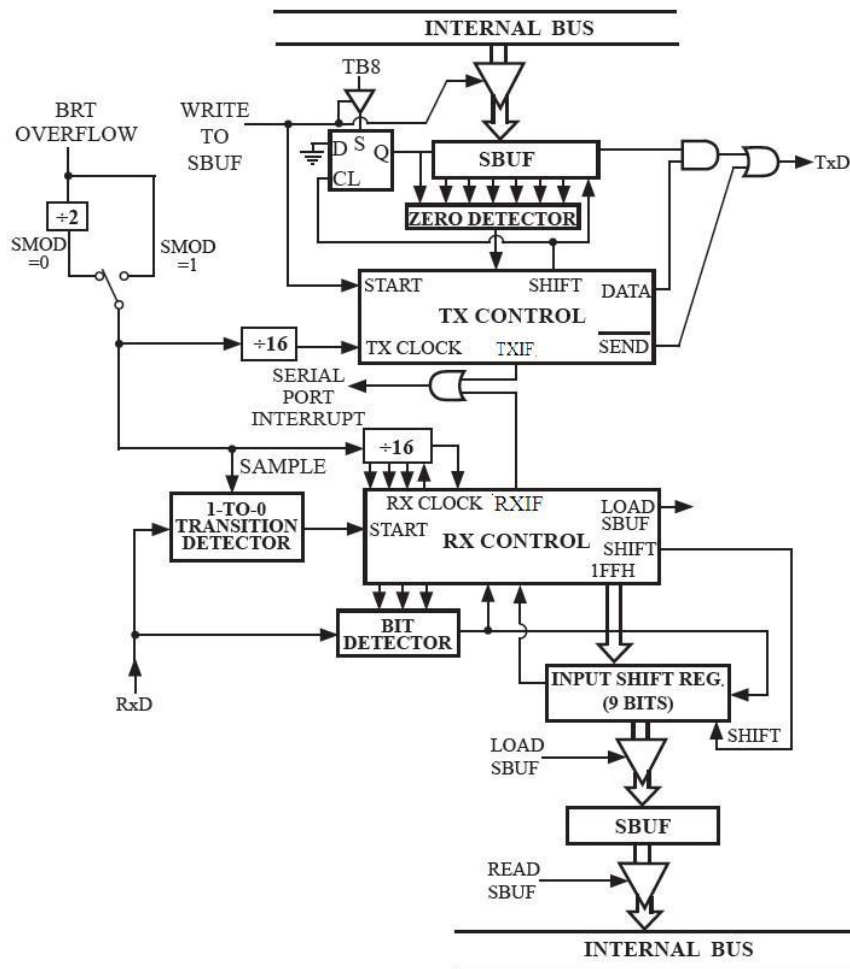 INTERNAL BUS
TB8
BRT
OVERFLOW
WRITE
TO
SBUF
D S Q
CL
SBUF
TxD
÷2
ZERO DETECTOR
SMOD
=0
SMOD
=1
START
SHIFT
DATA
TX CONTROL
÷16
TX CLOCK
TXIF
SEND
SERIAL
PORT
INTERRUPT
÷16
SAMPLE
1-TO-0
TRANSITION
DETECTOR
RX CLOCK
RXIF
LOAD
SBUF
START
RX CONTROL
SHIFT
1FFH
BIT
DETECTOR
INPUT SHIFT REG.
(9 BITS)
RxD
SHIFT
LOAD
SBUF
SBUF
READ
SBUF
INTERNAL BUS